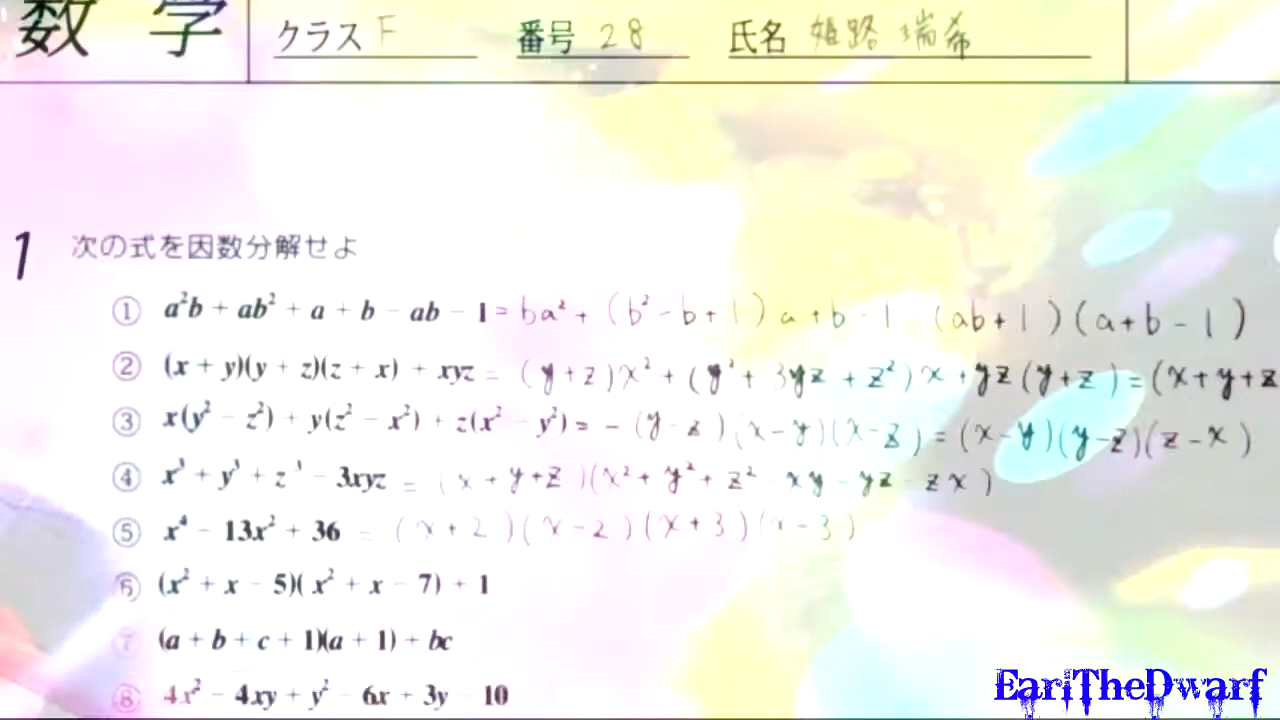 数学 クラス F 番号 28 氏名 姫路 瑞希
1 次の式を因数分解せよ
① a²b + ab² + a + b - ab - 1 = ba² + (b² - b + 1)a + b - 1 (ab + 1)(a + b - 1)
② (x + y)(y + z)(z + x) + xyz = (y + z)x² + (y² + 3yz + z²)x + yz(y + z) = (x + y + z
③ x(y² - z²) + y(z² - x²) + z(x² - y²) = -(y - z)(x - y)(x - z) = (x - y)(y - z)(z - x)
④ x³ + y³ + z³ - 3xyz = (x + y + z)(x² + y² + z² - xy - yz - zx)
⑤ x⁴ - 13x² + 36 = (x + 2)(x - 2)(x + 3)(x - 3)
⑥ (x² + x - 5)(x² + x - 7) + 1
⑦ (a + b + c + 1)(a + 1) + bc
⑧ 4x² - 4xy + y² - 6x + 3y - 10
EariTheDwarf